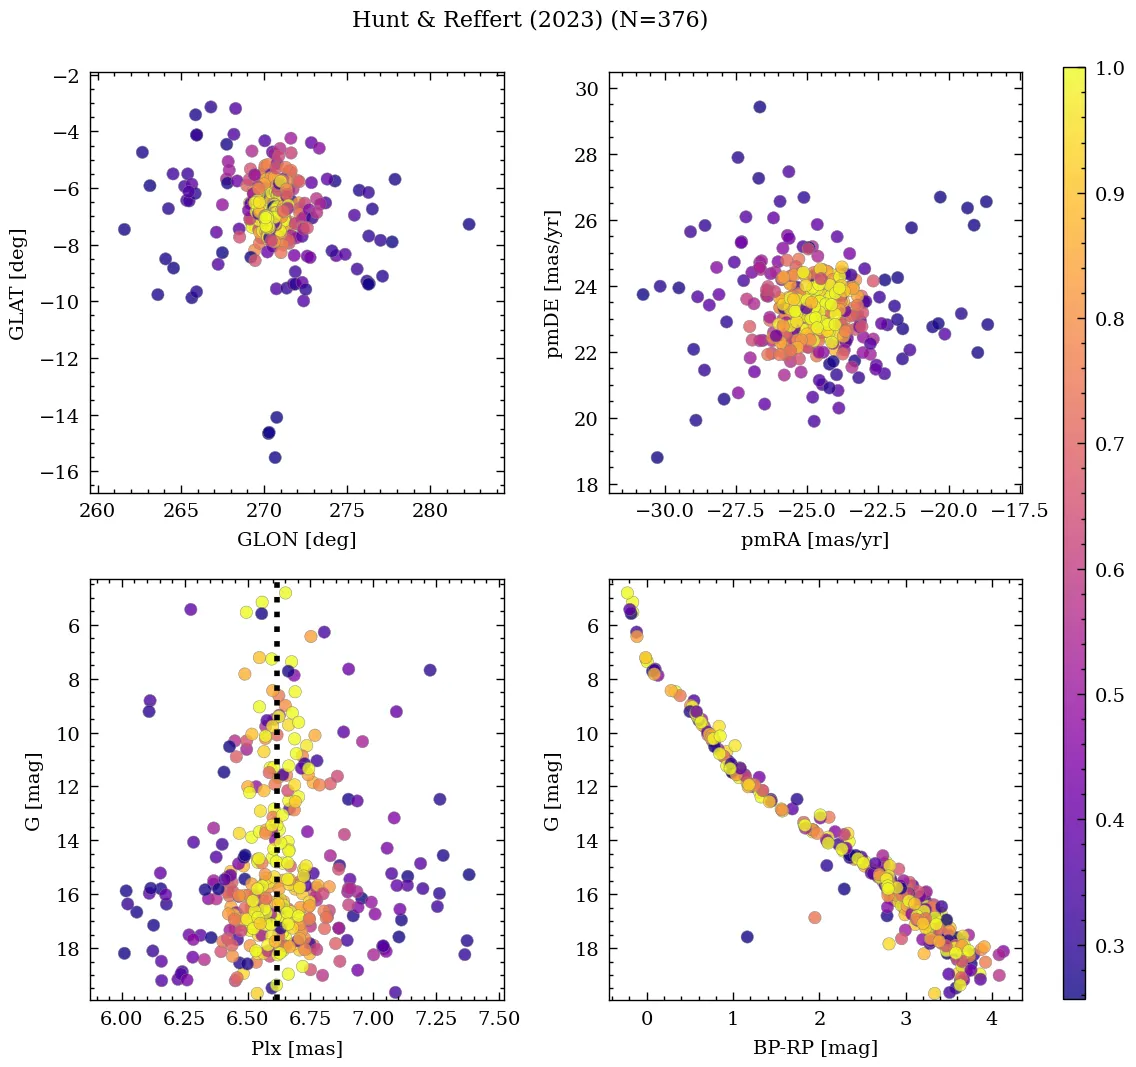 Hunt & Reffert (2023) (N=376)
−2
−4
−6
−8
−10
−12
−14
−16
GLAT [deg]
260 265 270 275 280
GLON [deg]
30
28
26
24
22
20
18
pmDE [mas/yr]
−30.0 −27.5 −25.0 −22.5 −20.0 −17.5
pmRA [mas/yr]
6
8
10
12
14
16
18
G [mag]
6.00 6.25 6.50 6.75 7.00 7.25 7.50
Plx [mas]
6
8
10
12
14
16
18
G [mag]
0 1 2 3 4
BP-RP [mag]
1.0
0.9
0.8
0.7
0.6
0.5
0.4
0.3